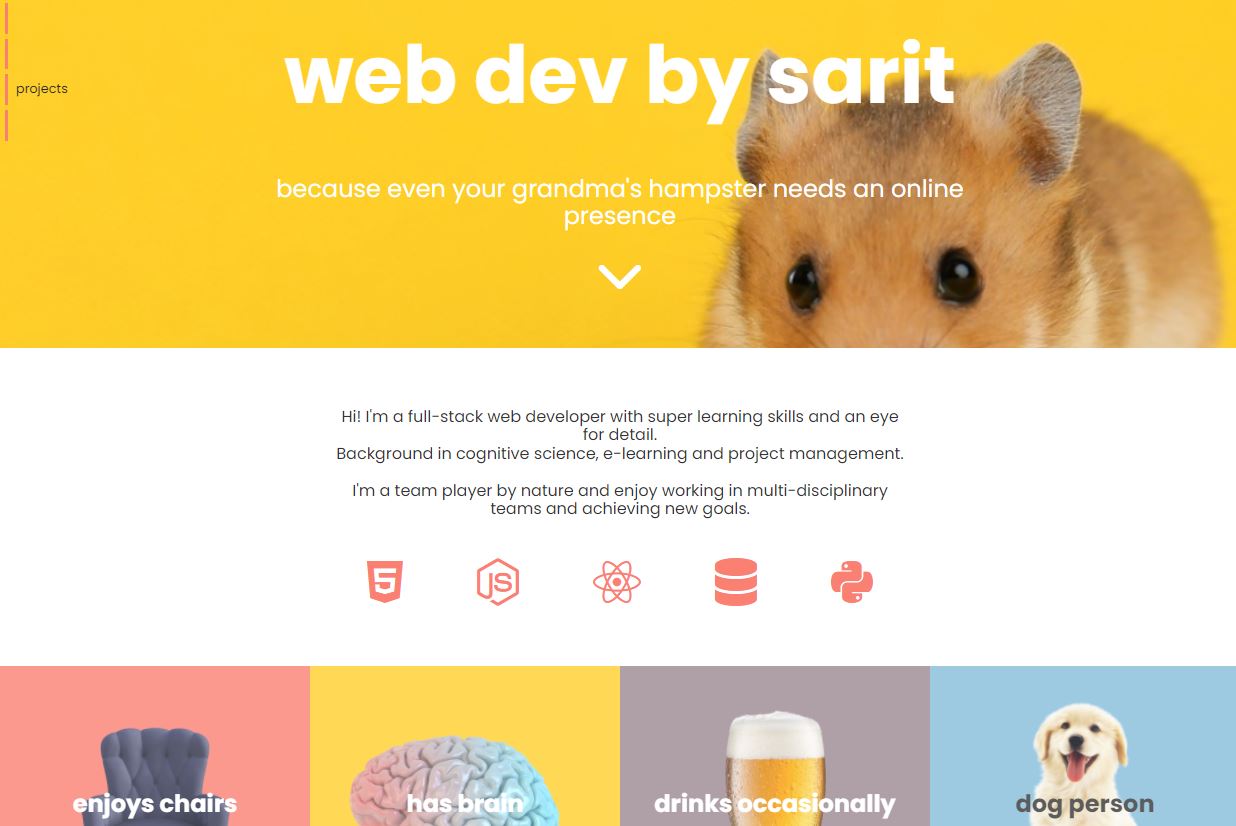 web dev by sarit
projects
because even your grandma's hampster needs an online
presence
Hi! I'm a full-stack web developer with super learning skills and an eye
for detail.
Background in cognitive science, e-learning and project management.
I'm a team player by nature and enjoy working in multi-disciplinary
teams and achieving new goals.
5 JS
enjoys chairs has brain drinks occasionally dog person